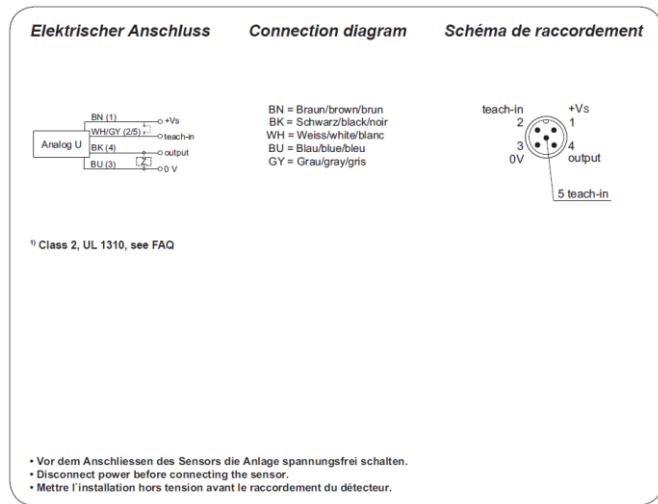 Elektrischer Anschluss
Connection diagram
Schéma de raccordement
BN (1)
+Vs
WH/GY (2/5)
teach-in
Analog U
BK (4)
output
Z
BU (3)
0 V
BN = Braun/brown/brun
BK = Schwarz/black/noir
WH = Weiss/white/blanc
BU = Blau/blue/bleu
GY = Grau/gray/gris
teach-in
+Vs
2
1
3
4
0V
output
5 teach-in
¹⁾ Class 2, UL 1310, see FAQ
• Vor dem Anschliessen des Sensors die Anlage spannungsfrei schalten.
• Disconnect power before connecting the sensor.
• Mettre l`installation hors tension avant le raccordement du détecteur.